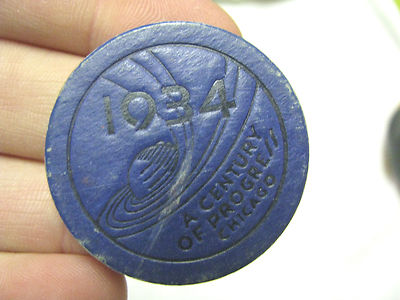 1934
A CENTURY
OF PROGRESS
CHICAGO